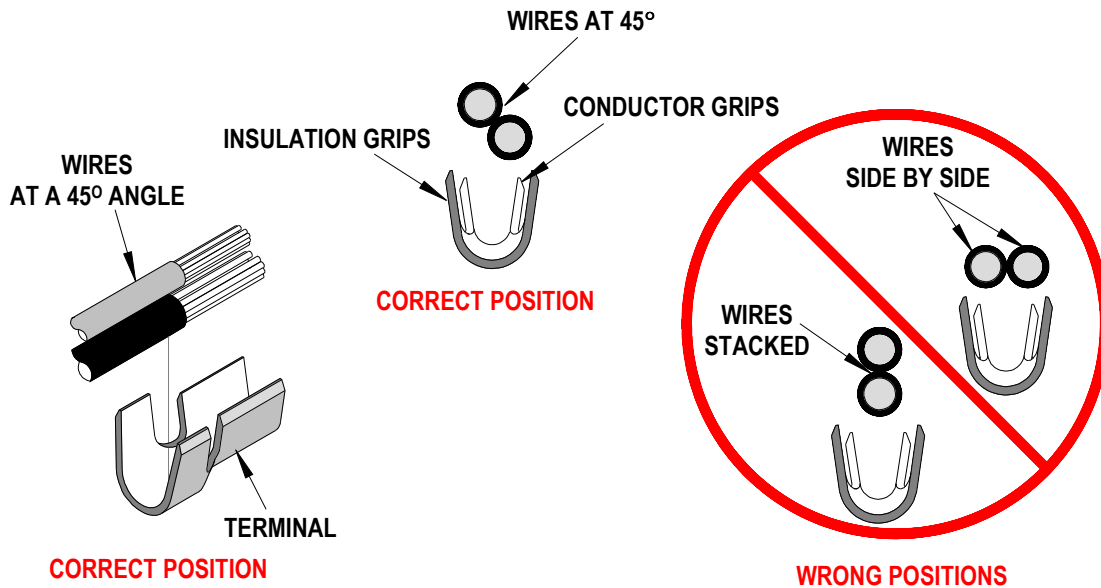 WIRES AT 45°
CONDUCTOR GRIPS
INSULATION GRIPS
WIRES
AT A 45° ANGLE
CORRECT POSITION
TERMINAL
CORRECT POSITION
WIRES
SIDE BY SIDE
WIRES
STACKED
WRONG POSITIONS